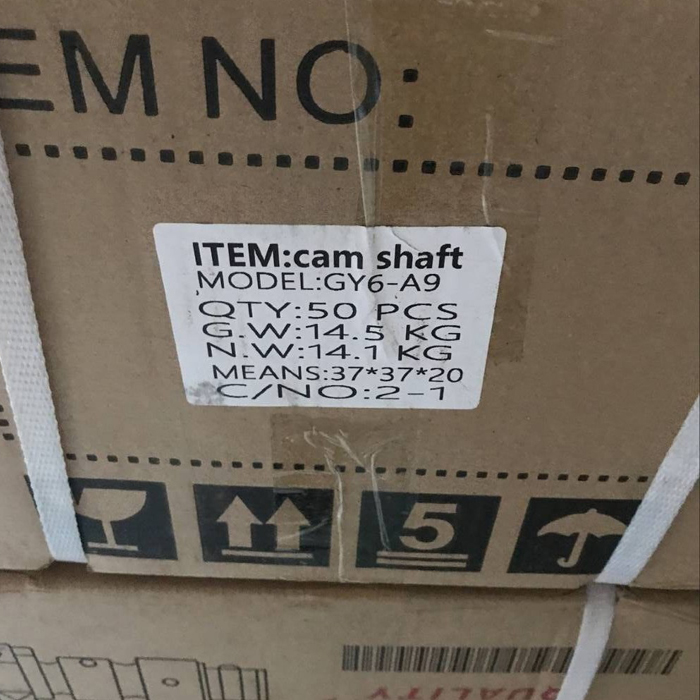 EM NO:
ITEM:cam shaft
MODEL:GY6-A9
QTY:50 PCS
G.W:14.5 KG
N.W:14.1 KG
MEANS:37*37*20
C/NO:2-1
5
QUALITY